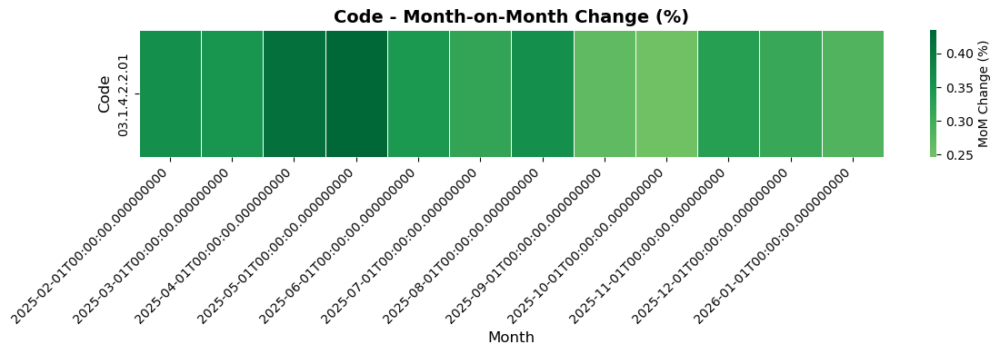 Code - Month-on-Month Change (%)
Code
03.1.4.2.2.01
2025-02-01T00:00:00.000000000
2025-03-01T00:00:00.000000000
2025-04-01T00:00:00.000000000
2025-05-01T00:00:00.000000000
2025-06-01T00:00:00.000000000
2025-07-01T00:00:00.000000000
2025-08-01T00:00:00.000000000
2025-09-01T00:00:00.000000000
2025-10-01T00:00:00.000000000
2025-11-01T00:00:00.000000000
2025-12-01T00:00:00.000000000
2026-01-01T00:00:00.000000000
Month
0.40
0.35
0.30
0.25
MoM Change (%)